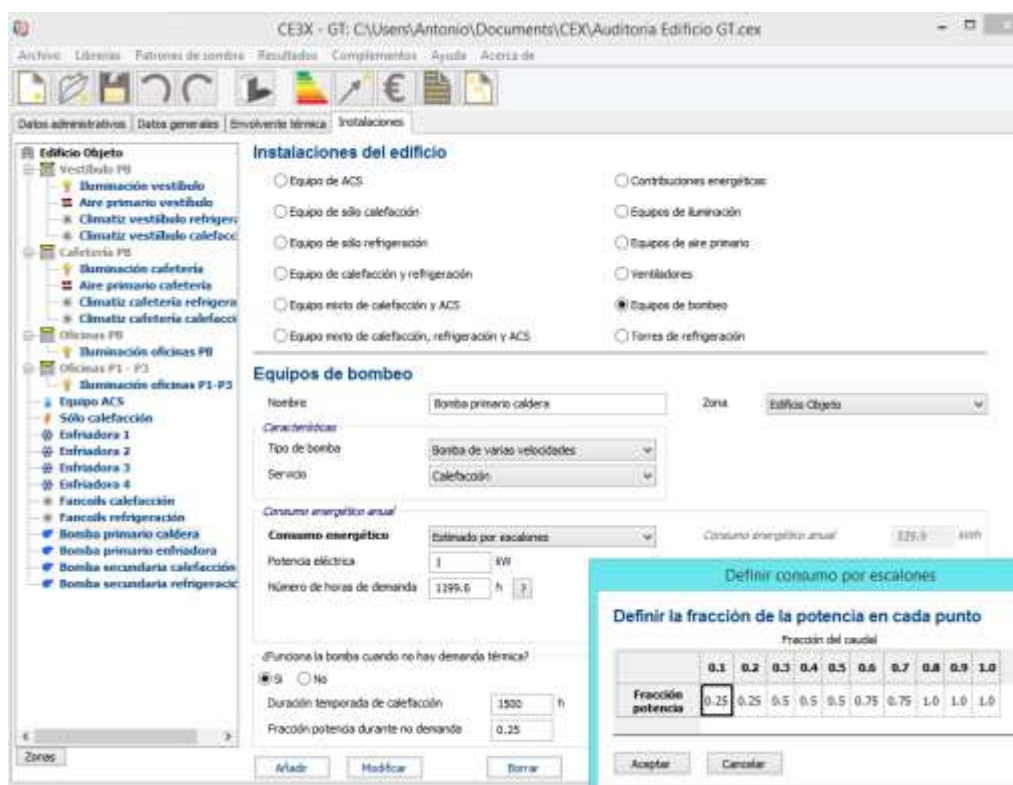 CE3X - GT: C:\Users\Antonio\Documents\CEX\Auditoria Edificio GT.cex
Archivo Librerías Patrones de sombra Resultados Complementos Ayuda Acerca de
Datos administrativos Datos generales Envolvente térmica Instalaciones
Edificio Objeto
Vestíbulo PB
Iluminación vestíbulo
Aire primario vestíbulo
Climatiz vestíbulo refriger
Climatiz vestíbulo calefacc
Cafetería PB
Iluminación cafetería
Aire primario cafetería
Climatiz cafetería refrigera
Climatiz cafetería calefacci
Oficinas PB
Iluminación oficinas PB
Oficinas P1 - P3
Iluminación oficinas P1-P3
Equipo ACS
Sólo calefacción
Enfriadora 1
Enfriadora 2
Enfriadora 3
Enfriadora 4
Fancoils calefacción
Fancoils refrigeración
Bomba primario caldera
Bomba primario enfriadora
Bomba secundaria calefacción
Bomba secundaria refrigeració
Zonas
Instalaciones del edificio
Equipo de ACS
Contribuciones energéticas
Equipo de sólo calefacción
Equipos de iluminación
Equipo de sólo refrigeración
Equipos de aire primario
Equipo de calefacción y refrigeración
Ventiladores
Equipo mixto de calefacción y ACS
Equipos de bombeo
Equipo mixto de calefacción, refrigeración y ACS
Torres de refrigeración
Equipos de bombeo
Nombre Bomba primario caldera Zona Edificio Objeto
Características
Tipo de bomba Bomba de varias velocidades
Servicio Calefacción
Consumo energético anual
Consumo energético Estimado por escalones Consumo energético anual kWh
Potencia eléctrica 1 kW
Número de horas de demanda 1299.6 h ?
¿Funciona la bomba cuando no hay demanda térmica?
Si No
Duración temporada de calefacción 1500 h
Fracción potencia durante no demanda 0.25
Añadir Modificar Borrar
Definir consumo por escalones
Definir la fracción de la potencia en cada punto
Fracción del caudal
0.1 0.2 0.3 0.4 0.5 0.6 0.7 0.8 0.9 1.0
Fracción potencia 0.25 0.25 0.5 0.5 0.5 0.75 0.75 1.0 1.0 1.0
Aceptar Cancelar